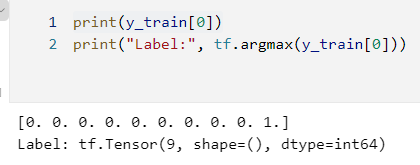 1 print(y_train[0])
2 print("Label:", tf.argmax(y_train[0]))
[0. 0. 0. 0. 0. 0. 0. 0. 0. 1.]
Label: tf.Tensor(9, shape=(), dtype=int64)